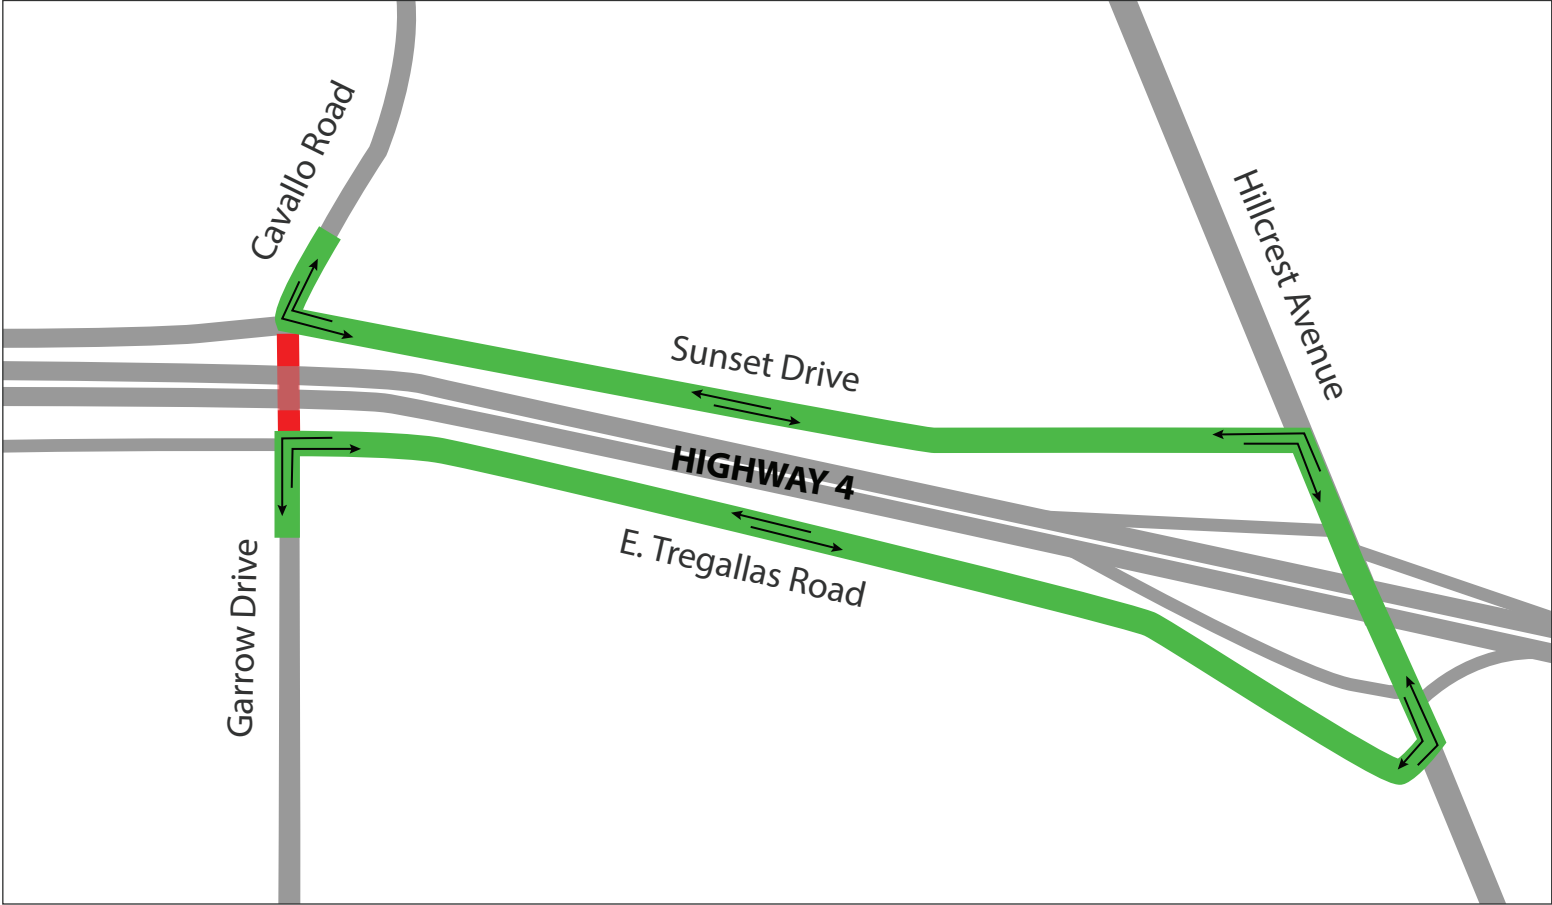 Cavallo Road
Hillcrest Avenue
Sunset Drive
HIGHWAY 4
E. Tregallas Road
Garrow Drive